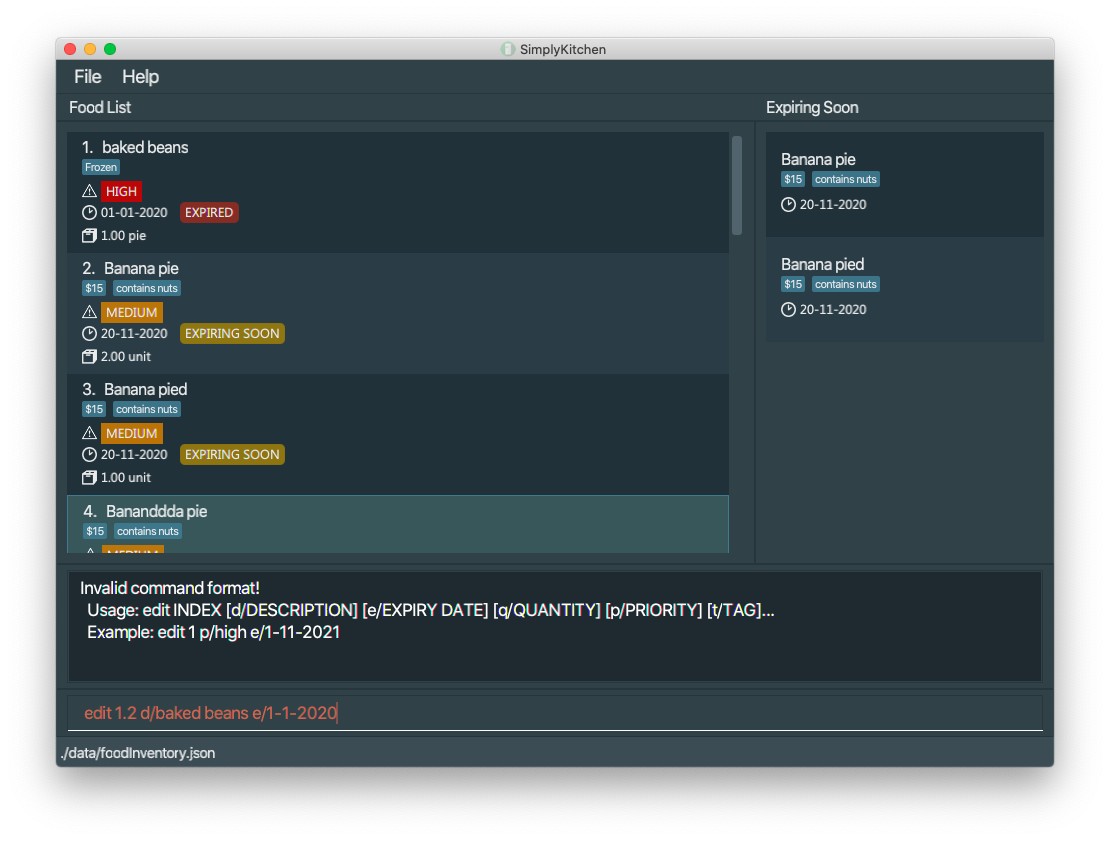 SimplyKitchen
File Help
Food List
1. baked beans
Frozen
HIGH
01-01-2020 EXPIRED
1.00 pie
2. Banana pie
$15 contains nuts
MEDIUM
20-11-2020 EXPIRING SOON
2.00 unit
3. Banana pied
$15 contains nuts
MEDIUM
20-11-2020 EXPIRING SOON
1.00 unit
4. Bananddda pie
$15 contains nuts
MEDIUM
Expiring Soon
Banana pie
$15 contains nuts
20-11-2020
Banana pied
$15 contains nuts
20-11-2020
Invalid command format!
Usage: edit INDEX [d/DESCRIPTION] [e/EXPIRY DATE] [q/QUANTITY] [p/PRIORITY] [t/TAG]...
Example: edit 1 p/high e/1-11-2021
edit 1.2 d/baked beans e/1-1-2020
./data/foodInventory.json